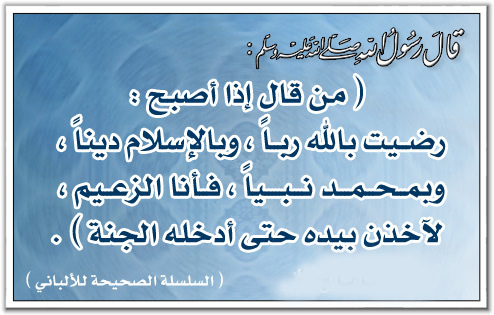 قال رسول الله صلى الله عليه وسلم :
( من قال إذا أصبح :
رضيت بالله رباً ، وبالإسلام ديناً ،
وبمحمد نبياً ، فأنا الزعيم ،
لآخذن بيده حتى أدخله الجنة ) .
( السلسلة الصحيحة للألباني )